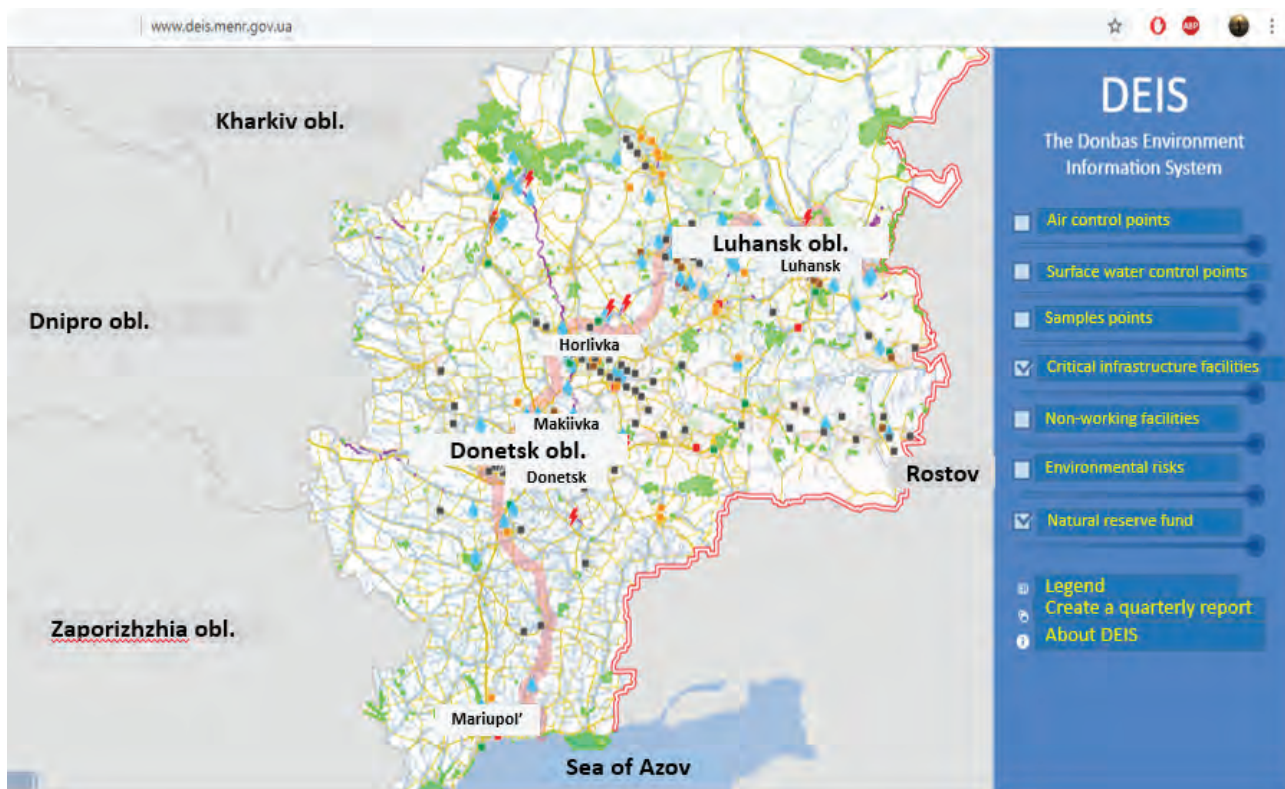 www.deis.menr.gov.ua
ABP
Kharkiv obl.
Luhansk obl.
Luhansk
Dnipro obl.
Horlivka
Makiivka
Donetsk obl.
Donetsk
Rostov
Zaporizhzhia obl.
Mariupol’
Sea of Azov
DEIS
The Donbas Environment
Information System
Air control points
Surface water control points
Samples points
Critical infrastructure facilities
Non-working facilities
Environmental risks
Natural reserve fund
Legend
Create a quarterly report
About DEIS